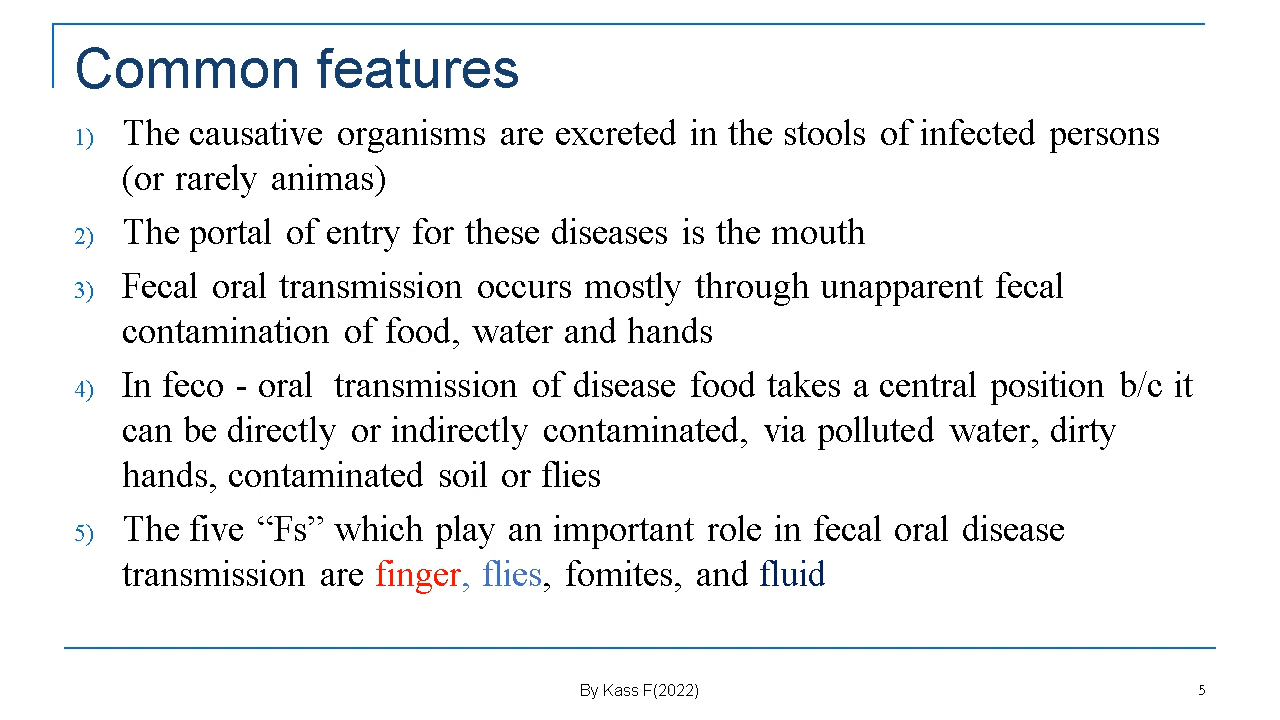 Common features
1) The causative organisms are excreted in the stools of infected persons
(or rarely animas)
2) The portal of entry for these diseases is the mouth
3) Fecal oral transmission occurs mostly through unapparent fecal
contamination of food, water and hands
4) In feco - oral transmission of disease food takes a central position b/c it
can be directly or indirectly contaminated, via polluted water, dirty
hands, contaminated soil or flies
5) The five “Fs” which play an important role in fecal oral disease
transmission are finger, flies, fomites, and fluid
By Kass F(2022)
5